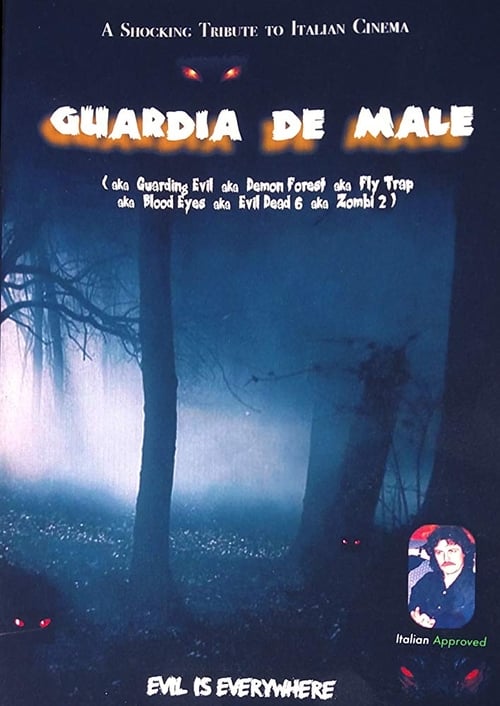 A Shocking Tribute to Italian Cinema
GUARDIA DE MALE
(aka Guarding Evil aka Demon Forest aka Fly Trap
aka Blood Eyes aka Evil Dead 6 aka Zombi 2)
Italian Approved
EVIL IS EVERYWHERE